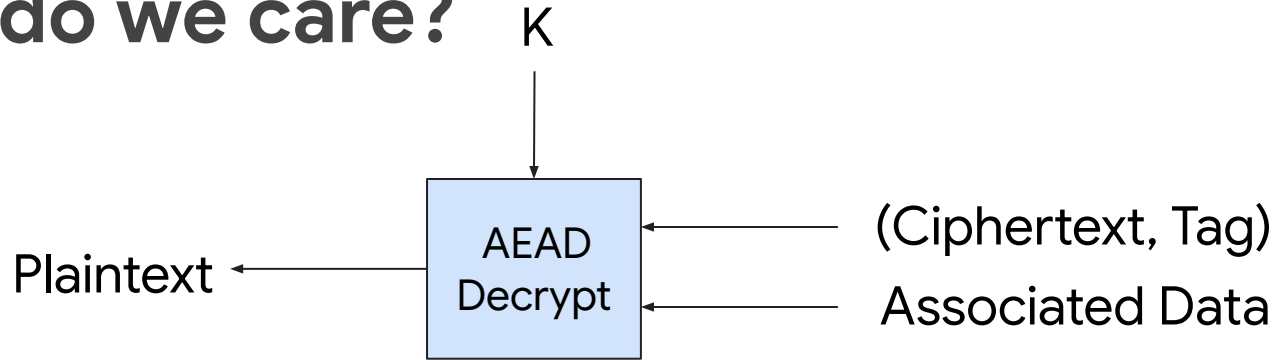 do we care?
K
AEAD
Decrypt
Plaintext
(Ciphertext, Tag)
Associated Data